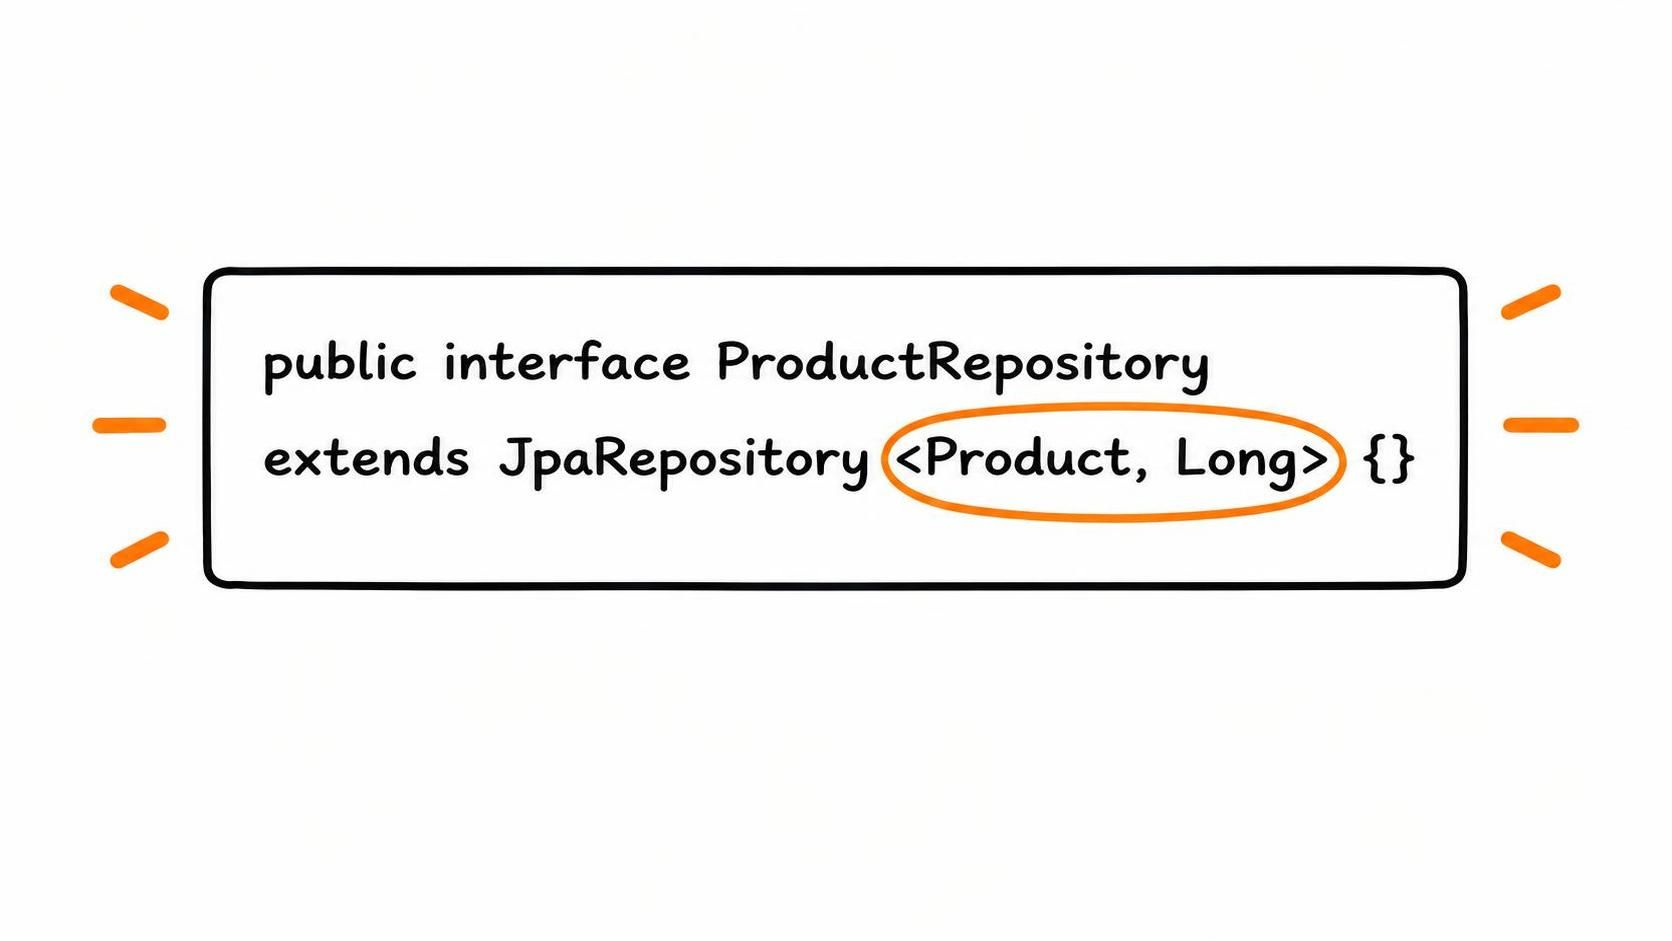 public interface ProductRepository
extends JpaRepository <Product, Long> {}